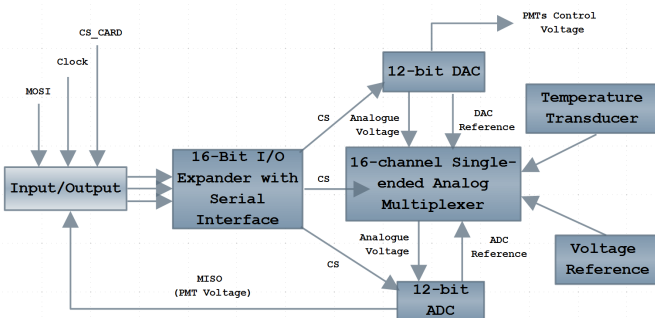 PMTs Control
Voltage
CS_CARD
Clock
MOSI
12-bit DAC
CS
Analogue
Voltage
DAC
Reference
Temperature
Transducer
Input/Output
16-Bit I/O
Expander with
Serial
Interface
CS
16-channel Single-
ended Analog
Multiplexer
Analogue
Voltage
ADC
Reference
Voltage
Reference
CS
MISO
(PMT Voltage)
12-bit
ADC